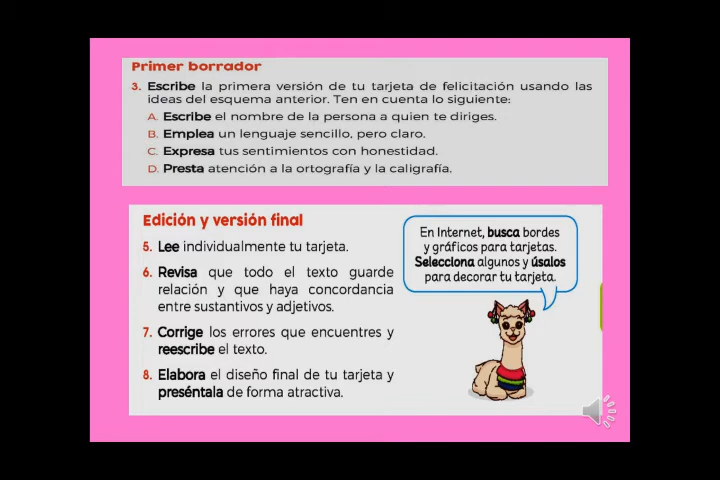 Primer borrador
3. Escribe la primera versión de tu tarjeta de felicitación usando las
ideas del esquema anterior. Ten en cuenta lo siguiente:
A. Escribe el nombre de la persona a quien te diriges.
B. Emplea un lenguaje sencillo, pero claro.
C. Expresa tus sentimientos con honestidad.
D. Presta atención a la ortografía y la caligrafía.
Edición y versión final
5. Lee individualmente tu tarjeta.
6. Revisa que todo el texto guarde
relación y que haya concordancia
entre sustantivos y adjetivos.
7. Corrige los errores que encuentres y
reescribe el texto.
8. Elabora el diseño final de tu tarjeta y
preséntala de forma atractiva.
En Internet, busca bordes
y gráficos para tarjetas.
Selecciona algunos y úsalos
para decorar tu tarjeta.